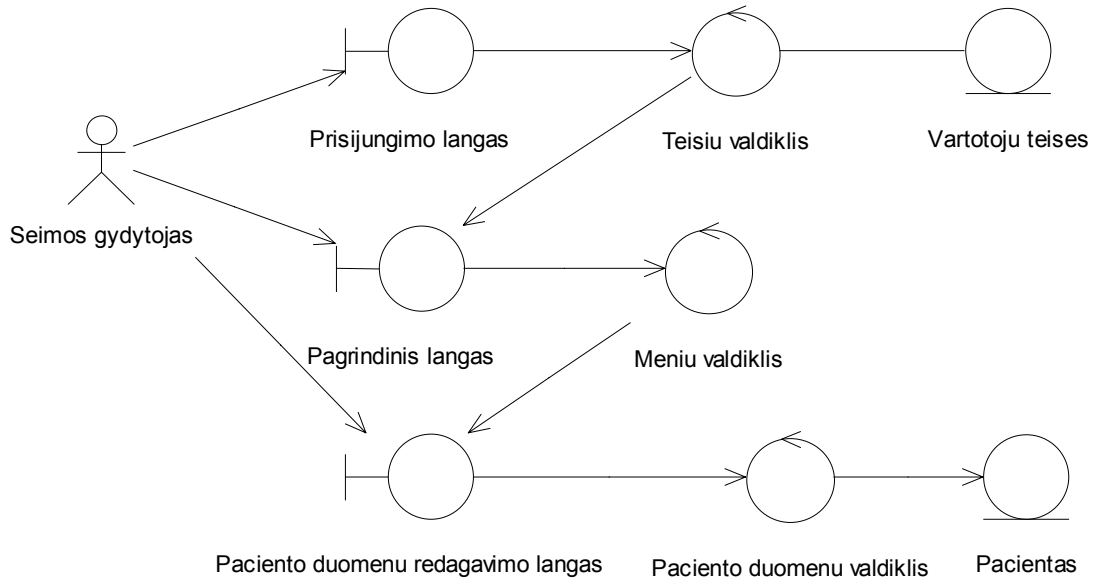 Prisijungimo langas
Teisiu valdiklis
Vartotoju teises
Seimos gydytojas
Pagrindinis langas
Meniu valdiklis
Paciento duomenu redagavimo langas
Paciento duomenu valdiklis
Pacientas